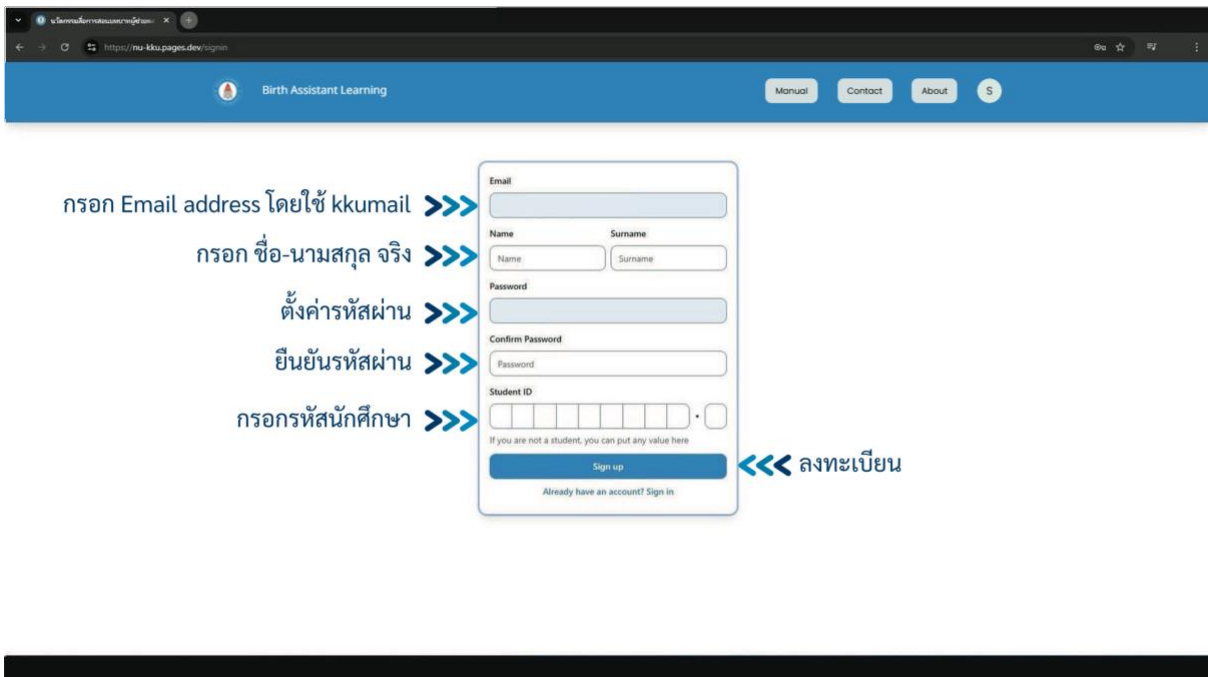 https://nu-kku.pages.dev/signin
Birth Assistant Learning
Manual
Contact
About
S
Email
กรอก Email address โดยใช้ kkumail
Name
Surname
กรอก ชื่อ-นามสกุล จริง
Name
Surname
Password
ตั้งค่ารหัสผ่าน
Confirm Password
ยืนยันรหัสผ่าน
Password
Student ID
กรอกรหัสนักศึกษา
If you are not a student, you can put any value here
Sign up
ลงทะเบียน
Already have an account? Sign in